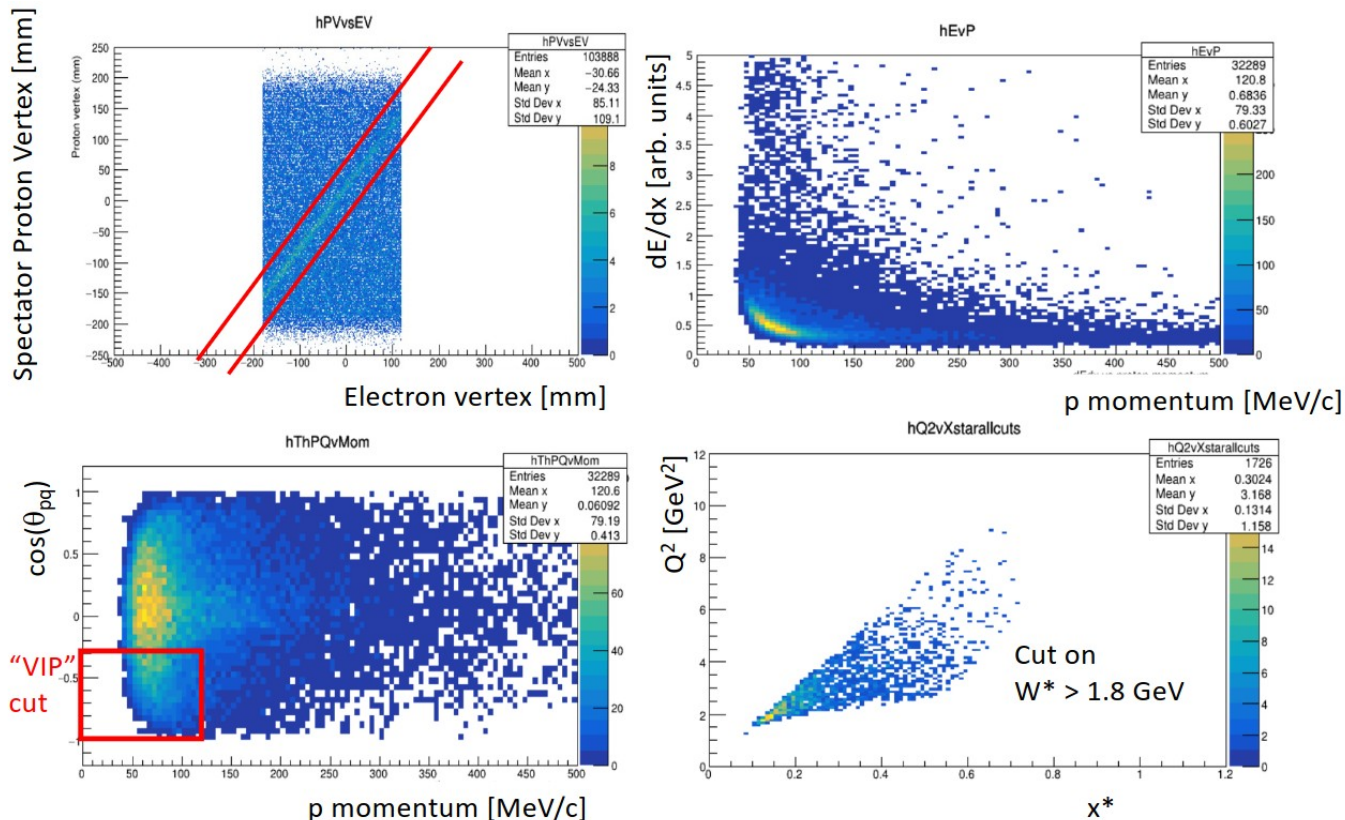 hPVvsEV
Spectator Proton Vertex [mm]
Proton vertex (mm)
250
200
150
100
50
0
−50
−100
−150
−200
−250
−500
−400
−300
−200
−100
0
100
200
300
400
500
hPVvsEV
Entries 103888
Mean x −30.66
Mean y −24.33
Std Dev x 85.11
Std Dev y 109.1
8
6
4
2
0
Electron vertex [mm]
hEvP
dE/dx [arb. units]
5
4.5
4
3.5
3
2.5
2
1.5
1
0.5
0
0
50
100
150
200
250
300
350
400
450
500
hEvP
Entries 32289
Mean x 120.8
Mean y 0.6836
Std Dev x 79.33
Std Dev y 0.6027
200
150
100
50
0
p momentum [MeV/c]
hThPQvMom
cos(θpq)
1
0.5
0
−0.5
−1
"VIP"
cut
0
50
100
150
200
250
300
350
400
450
500
hThPQvMom
Entries 32289
Mean x 120.6
Mean y 0.06092
Std Dev x 79.19
Std Dev y 0.413
60
40
20
0
p momentum [MeV/c]
hQ2vXstarallcuts
Q² [GeV²]
12
10
8
6
4
2
0
0
0.2
0.4
0.6
0.8
1
1.2
hQ2vXstarallcuts
Entries 1726
Mean x 0.3024
Mean y 3.168
Std Dev x 0.1314
Std Dev y 1.158
14
12
10
8
6
4
2
0
Cut on
W* > 1.8 GeV
x*